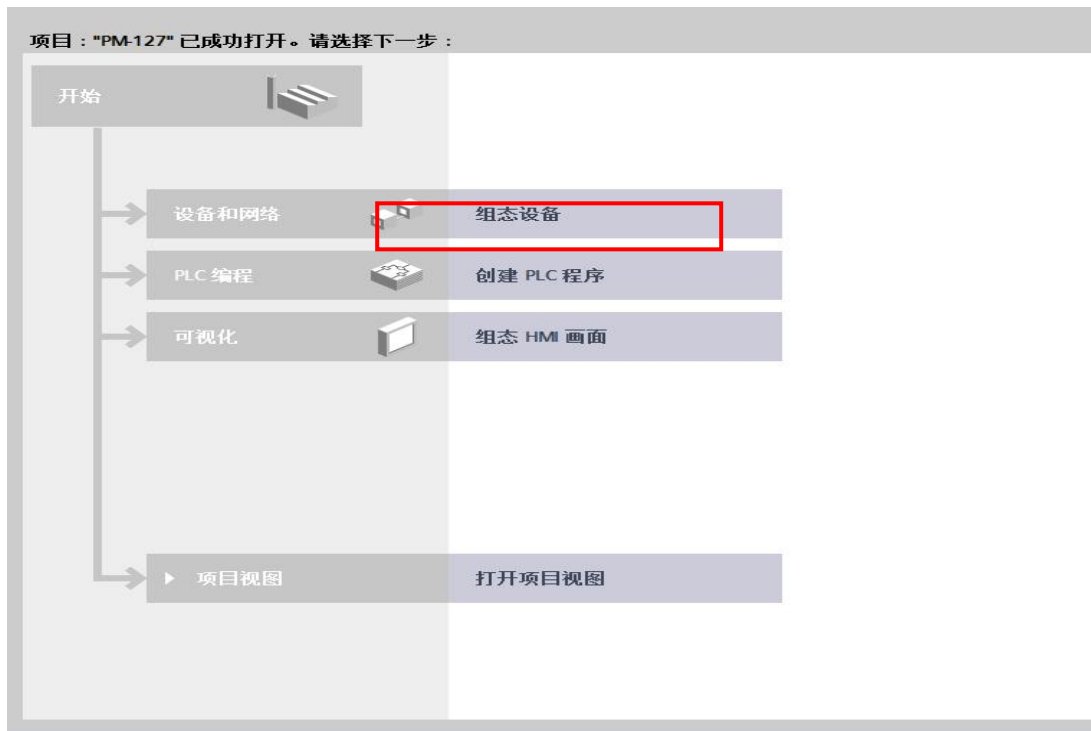 项目："PM-127" 已成功打开。请选择下一步：
开始
设备和网络 组态设备
PLC 编程 创建 PLC 程序
可视化 组态 HMI 画面
项目视图 打开项目视图